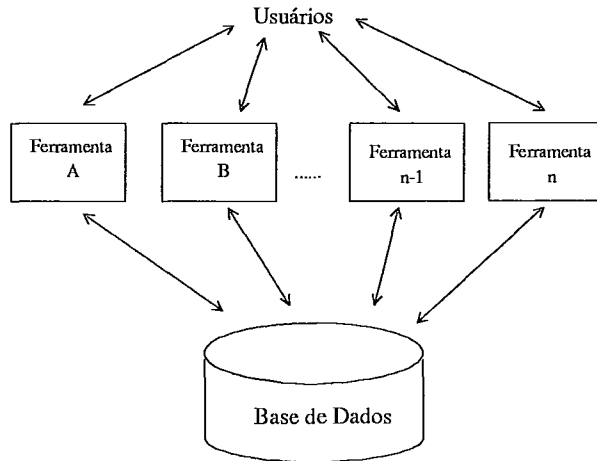 Usuários
Ferramenta
A
Ferramenta
B
......
Ferramenta
n-1
Ferramenta
n
Base de Dados